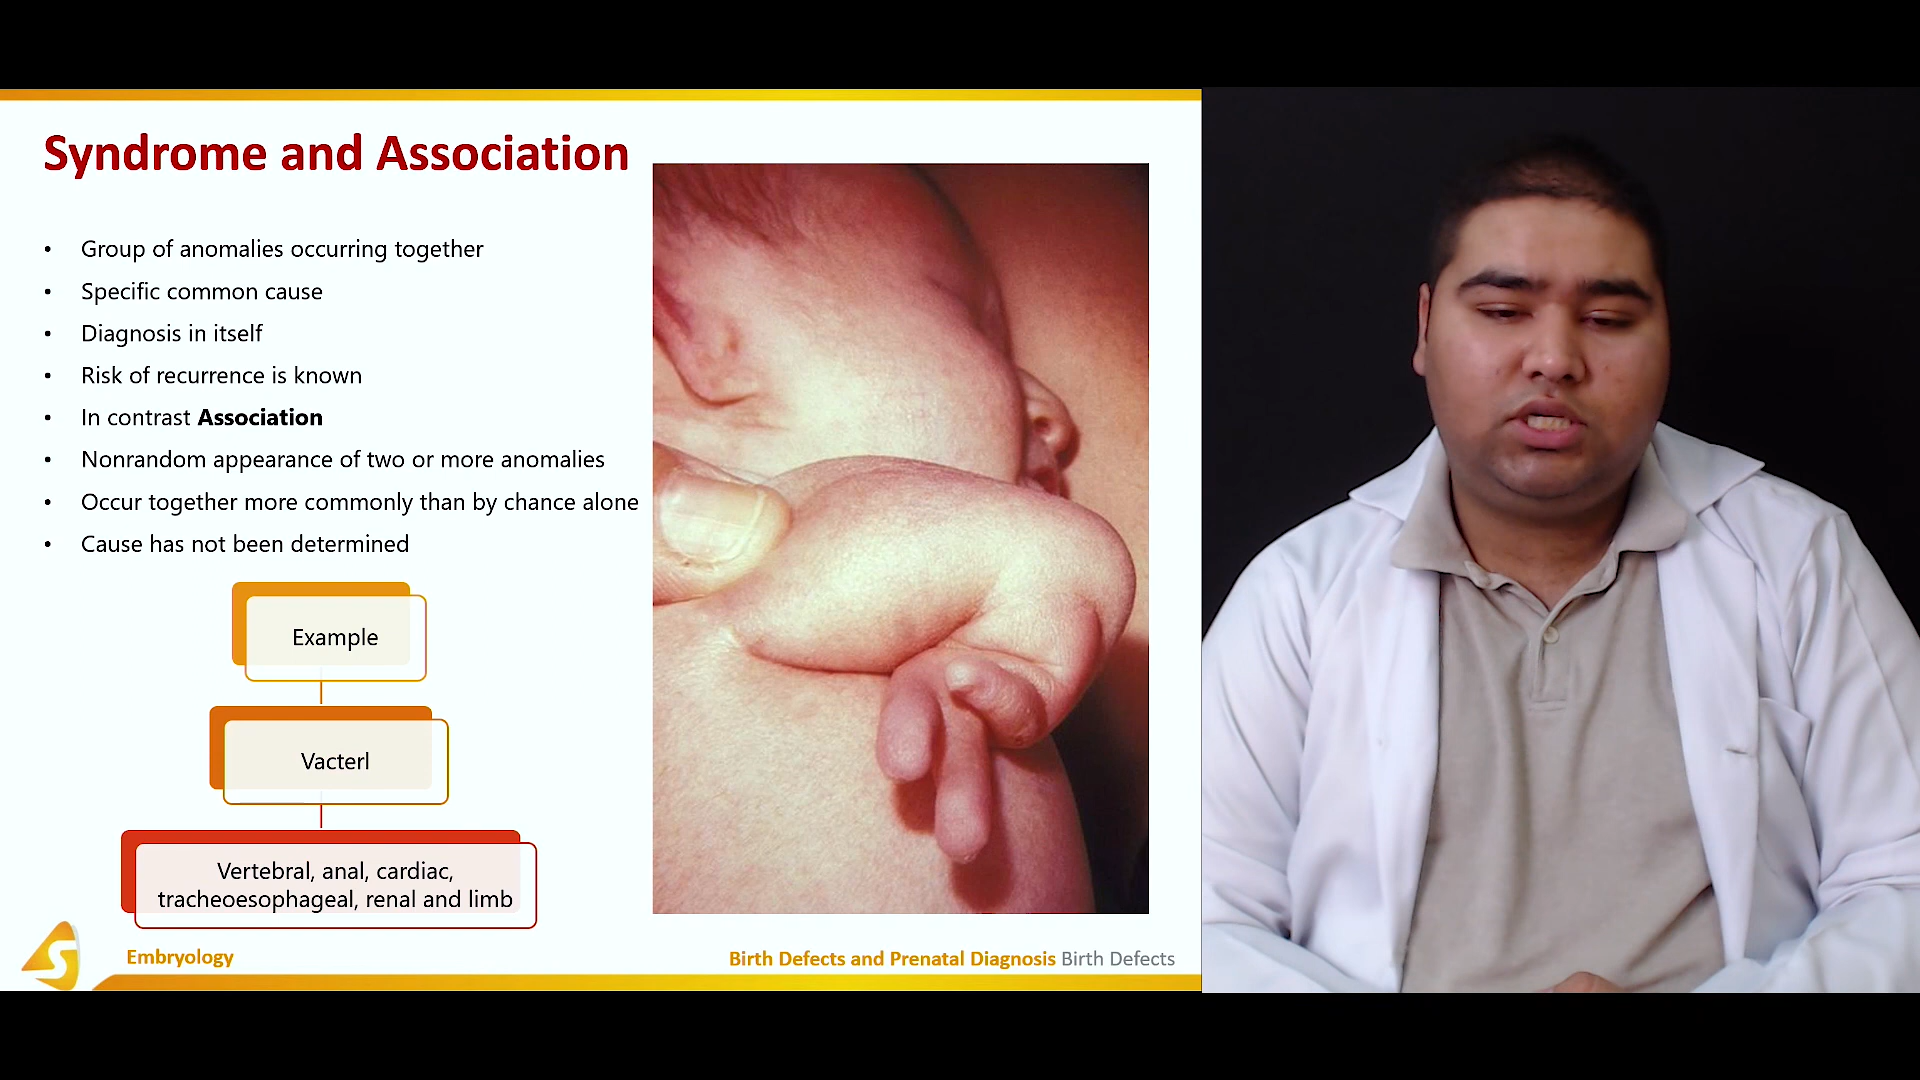 Syndrome and Association
• Group of anomalies occurring together
• Specific common cause
• Diagnosis in itself
• Risk of recurrence is known
• In contrast Association
• Nonrandom appearance of two or more anomalies
• Occur together more commonly than by chance alone
• Cause has not been determined
Example
Vacterl
Vertebral, anal, cardiac,
tracheoesophageal, renal and limb
S
Embryology
Birth Defects and Prenatal Diagnosis Birth Defects